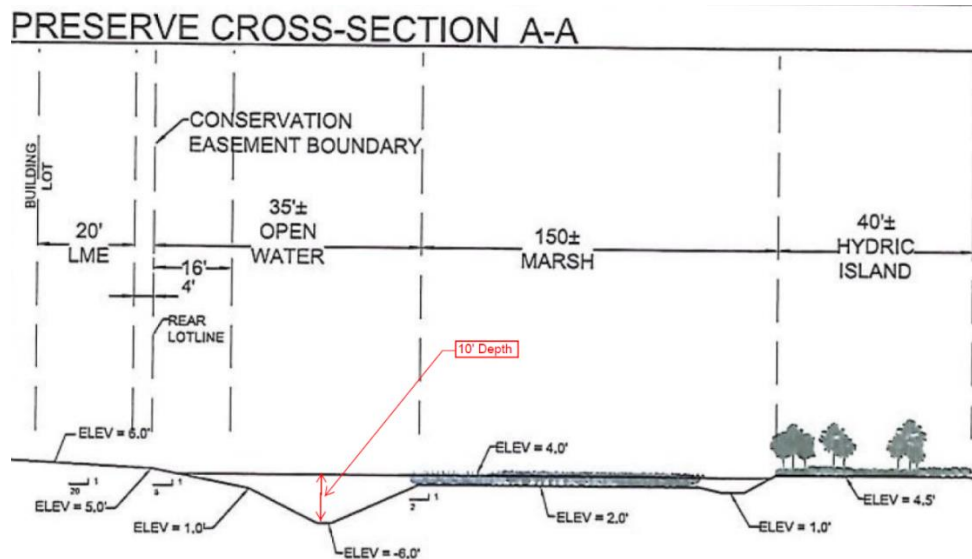 PRESERVE CROSS-SECTION A-A
CONSERVATION
EASEMENT BOUNDARY
BUILDING
LOT
20'
LME
35'±
OPEN
WATER
150±
MARSH
40'±
HYDRIC
ISLAND
16'
4'
REAR
LOTLINE
10' Depth
ELEV = 6.0'
ELEV = 4.0'
1
20
1
1
2
ELEV = 5.0'
ELEV = 1.0'
ELEV = -6.0'
ELEV = 2.0'
ELEV = 1.0'
4.5'